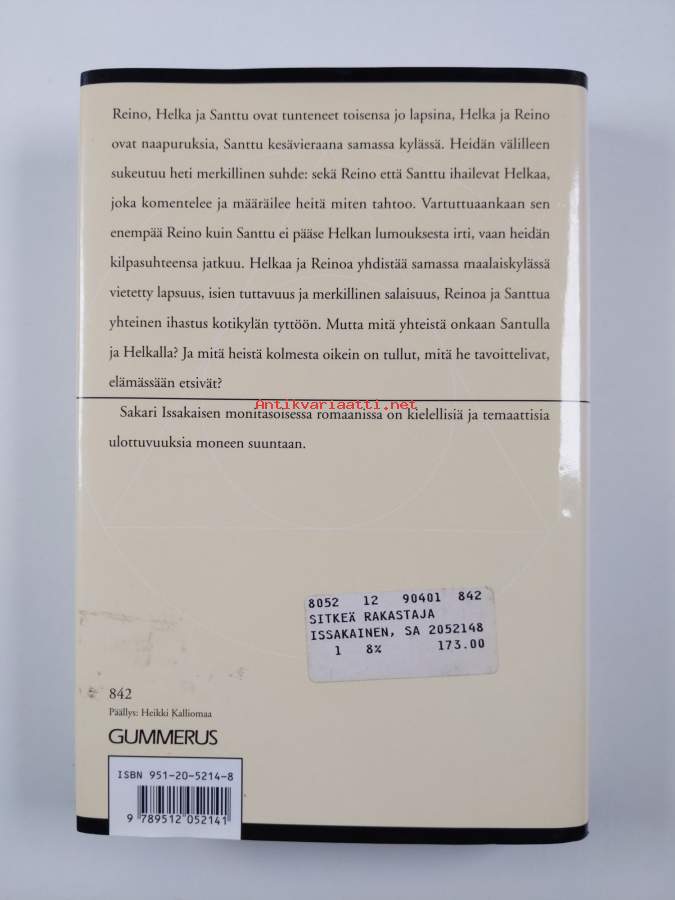 Reino, Helka ja Santtu ovat tunteneet toisensa jo lapsina, Helka ja Reino
ovat naapuruksia, Santtu kesävieraana samassa kylässä. Heidän välilleen
sukeutuu heti merkillinen suhde: sekä Reino että Santtu ihailevat Helkaa,
joka komentelee ja määräilee heitä miten tahtoo. Vartuttuaankaan sen
enempää Reino kuin Santtu ei pääse Helkan lumouksesta irti, vaan heidän
kilpasuhteensa jatkuu. Helkaa ja Reinoa yhdistää samassa maalaiskylässä
vietetty lapsuus, isien tuttavuus ja merkillinen salaisuus, Reinoa ja Santtua
yhteinen ihastus kotikylän tyttöön. Mutta mitä yhteistä onkaan Santulla
ja Helkalla? Ja mitä heistä kolmesta oikein on tullut, mitä he tavoittelivat,
elämässään etsivät?
Antikvariaatti.net
Sakari Issakaisen monitasoisessa romaanissa on kielellisiä ja temaattisia
ulottuvuuksia moneen suuntaan.
8052 12 90401 842
SITKEÄ RAKASTAJA
ISSAKAINEN, SA 2052148
1 8% 173.00
842
Päällys: Heikki Kalliomaa
GUMMERUS
ISBN 951-20-5214-8
9 789512 052141